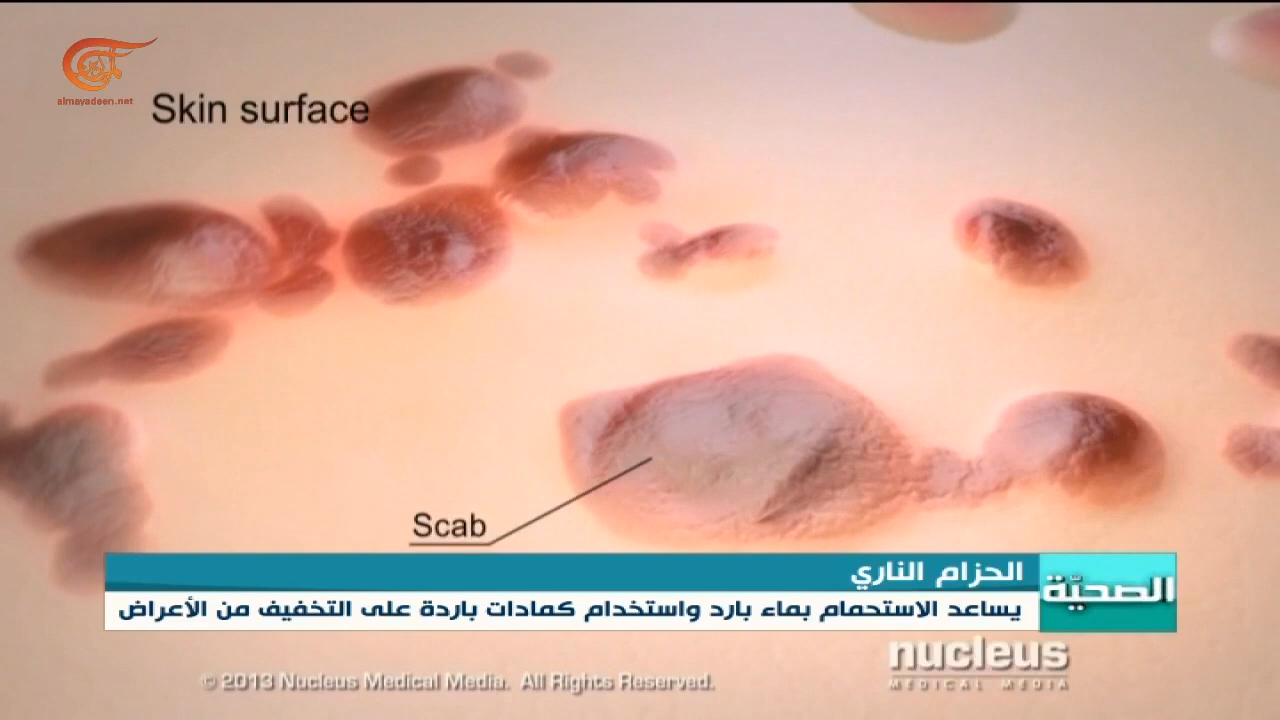 almayadeen.net
Skin surface
Scab
الحزام الناري
الصحيّة
يساعد الاستحمام بماء بارد واستخدام كمادات باردة على التخفيف من الأعراض
nucleus
MEDICAL MEDIA
© 2013 Nucleus Medical Media. All Rights Reserved.